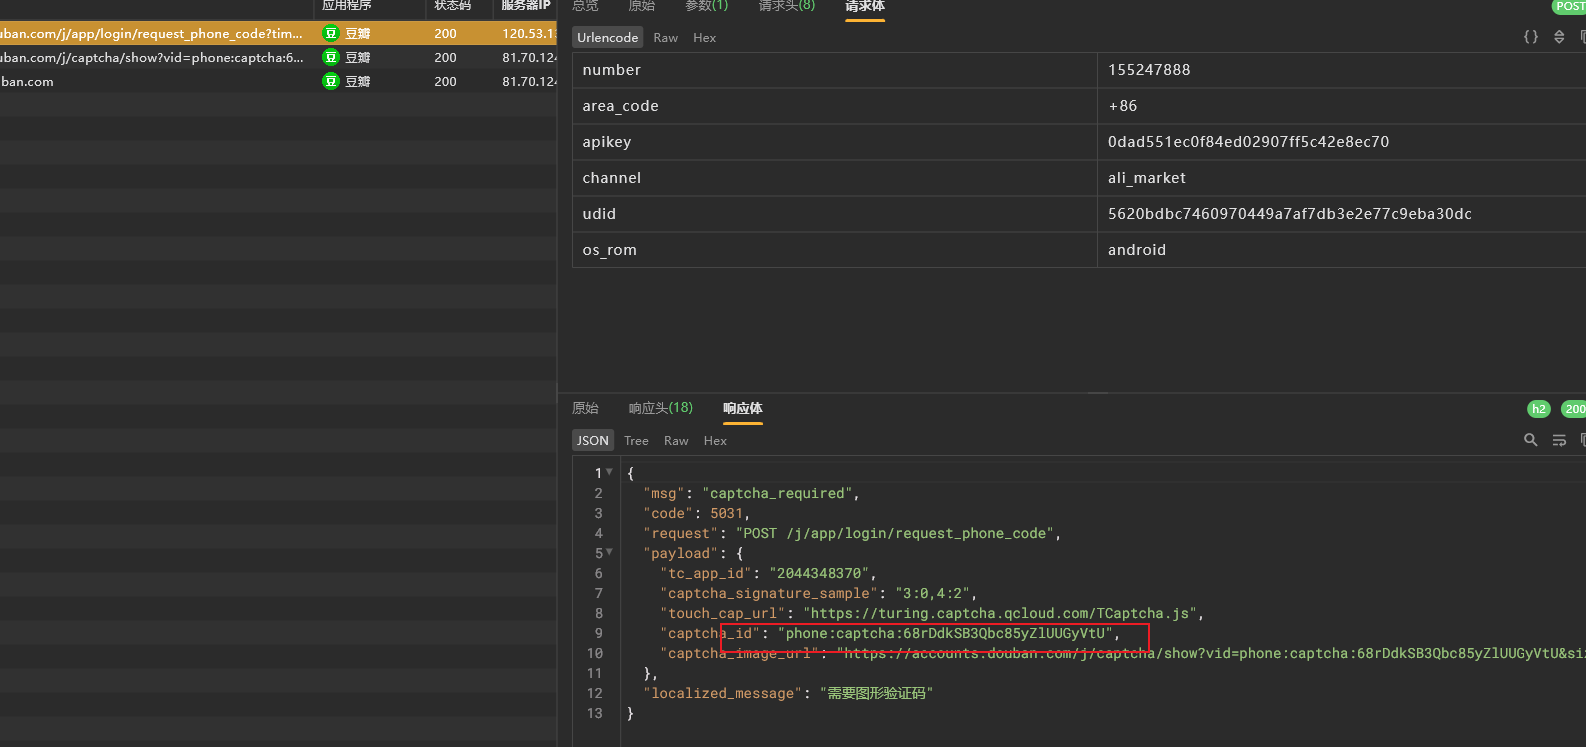 应用程序 状态码 服务器IP
uban.com/j/app/login/request_phone_code?tim... 豆 豆瓣 200 120.53.1
uban.com/j/captcha/show?vid=phone:captcha:6... 豆 豆瓣 200 81.70.124
ban.com 豆 豆瓣 200 81.70.124
总览 原始 参数(1) 请求头(8) 请求体 POST
Urlencode Raw Hex { }
number 155247888
area_code +86
apikey 0dad551ec0f84ed02907ff5c42e8ec70
channel ali_market
udid 5620bdbc7460970449a7af7db3e2e77c9eba30dc
os_rom android
原始 响应头(18) 响应体 h2 200
JSON Tree Raw Hex
1 {
2 "msg": "captcha_required",
3 "code": 5031,
4 "request": "POST /j/app/login/request_phone_code",
5 "payload": {
6 "tc_app_id": "2044348370",
7 "captcha_signature_sample": "3:0,4:2",
8 "touch_cap_url": "https://turing.captcha.qcloud.com/TCaptcha.js",
9 "captcha_id": "phone:captcha:68rDdkSB3Qbc85yZlUUGyVtU",
10 "captcha_image_url": "https://accounts.douban.com/j/captcha/show?vid=phone:captcha:68rDdkSB3Qbc85yZlUUGyVtU&si
11 },
12 "localized_message": "需要图形验证码"
13 }